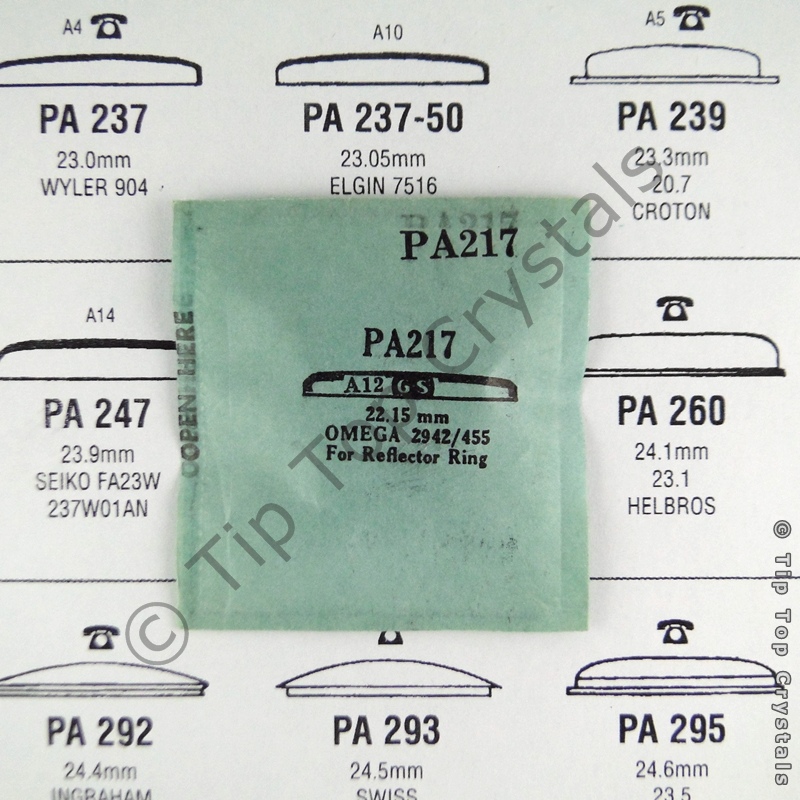 A4
A10
A5
PA 237
PA 237-50
PA 239
23.0mm
23.05mm
23.3mm
WYLER 904
ELGIN 7516
20.7
CROTON
PA217
PA217
OPEN HERE
PA217
A12 GS
22.15 mm
OMEGA 2942/455
For Reflector Ring
A14
PA 247
23.9mm
SEIKO FA23W
237W01AN
PA 260
24.1mm
23.1
HELBROS
PA 292
PA 293
PA 295
24.4mm
24.5mm
24.6mm
INGRAHAM
SWISS
23.5
© Tip Top Crystals
© Tip Top Crystals